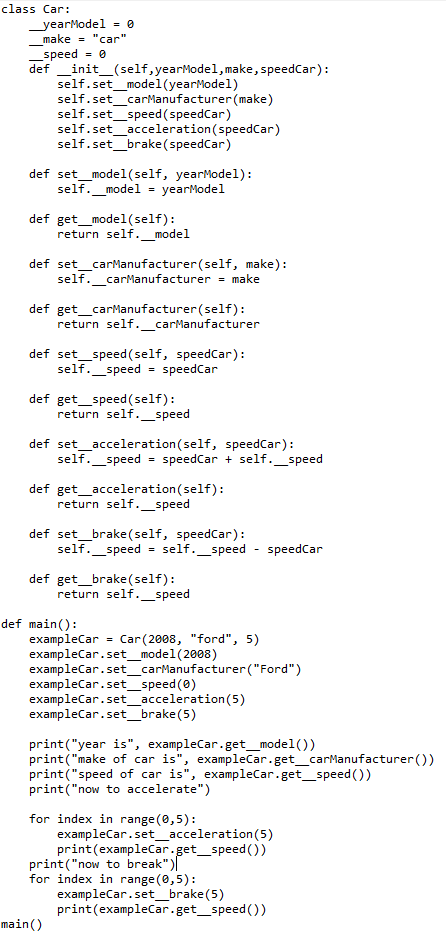 class Car:
    __yearModel = 0
    __make = "car"
    __speed = 0
    def __init__(self,yearModel,make,speedCar):
        self.set__model(yearModel)
        self.set__carManufacturer(make)
        self.set__speed(speedCar)
        self.set__acceleration(speedCar)
        self.set__brake(speedCar)

    def set__model(self, yearModel):
        self.__model = yearModel

    def get__model(self):
        return self.__model

    def set__carManufacturer(self, make):
        self.__carManufacturer = make

    def get__carManufacturer(self):
        return self.__carManufacturer

    def set__speed(self, speedCar):
        self.__speed = speedCar

    def get__speed(self):
        return self.__speed

    def set__acceleration(self, speedCar):
        self.__speed = speedCar + self.__speed

    def get__acceleration(self):
        return self.__speed

    def set__brake(self, speedCar):
        self.__speed = self.__speed - speedCar

    def get__brake(self):
        return self.__speed

def main():
    exampleCar = Car(2008, "ford", 5)
    exampleCar.set__model(2008)
    exampleCar.set__carManufacturer("Ford")
    exampleCar.set__speed(0)
    exampleCar.set__acceleration(5)
    exampleCar.set__brake(5)

    print("year is", exampleCar.get__model())
    print("make of car is", exampleCar.get__carManufacturer())
    print("speed of car is", exampleCar.get__speed())
    print("now to accelerate")

    for index in range(0,5):
        exampleCar.set__acceleration(5)
        print(exampleCar.get__speed())
    print("now to break")
    for index in range(0,5):
        exampleCar.set__brake(5)
        print(exampleCar.get__speed())
main()